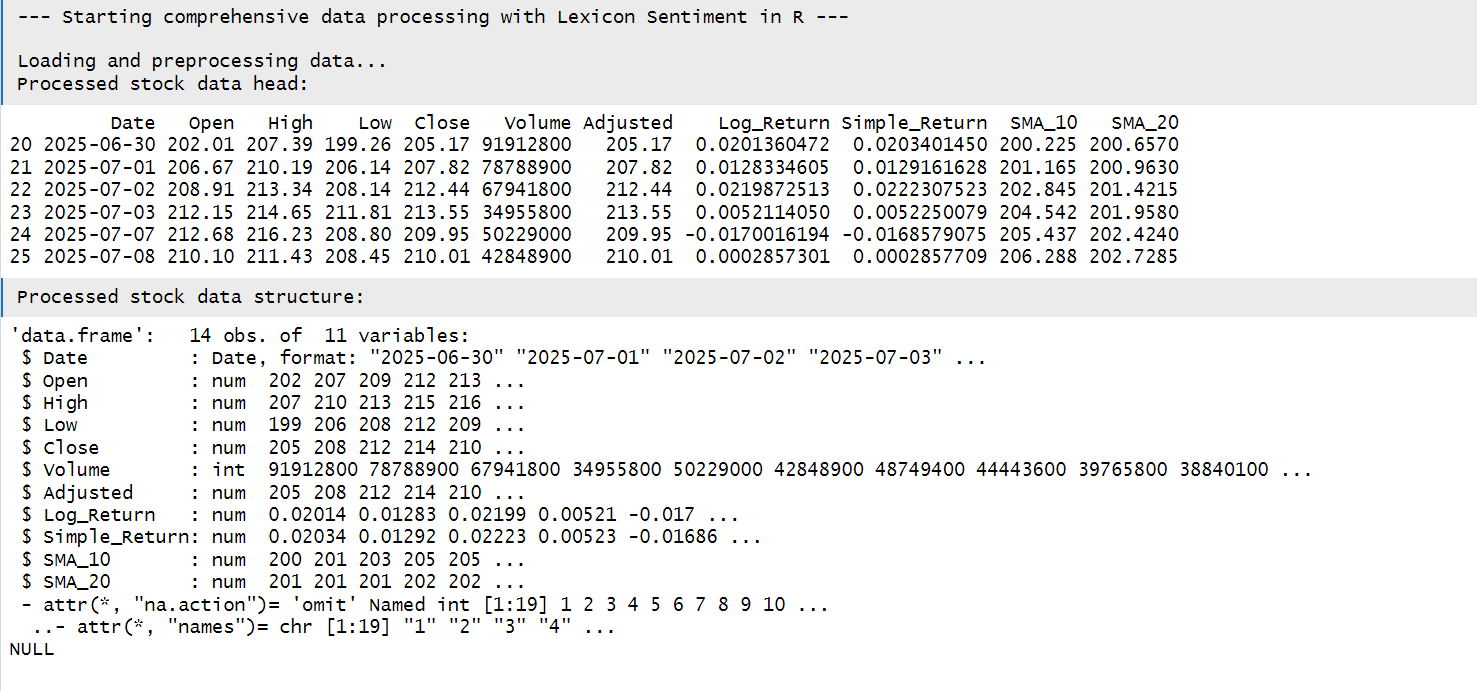 --- Starting comprehensive data processing with Lexicon Sentiment in R ---
Loading and preprocessing data...
Processed stock data head:
Date Open High Low Close Volume Adjusted Log_Return Simple_Return SMA_10 SMA_20
20 2025-06-30 202.01 207.39 199.26 205.17 91912800 205.17 0.0201360472 0.0203401450 200.225 200.6570
21 2025-07-01 206.67 210.19 206.14 207.82 78788900 207.82 0.0128334605 0.0129161628 201.165 200.9630
22 2025-07-02 208.91 213.34 208.14 212.44 67941800 212.44 0.0219872513 0.0222307523 202.845 201.4215
23 2025-07-03 212.15 214.65 211.81 213.55 34955800 213.55 0.0052114050 0.0052250079 204.542 201.9580
24 2025-07-07 212.68 216.23 208.80 209.95 50229000 209.95 -0.0170016194 -0.0168579075 205.437 202.4240
25 2025-07-08 210.10 211.43 208.45 210.01 42848900 210.01 0.0002857301 0.0002857709 206.288 202.7285
Processed stock data structure:
'data.frame': 14 obs. of 11 variables:
$ Date : Date, format: "2025-06-30" "2025-07-01" "2025-07-02" "2025-07-03" ...
$ Open : num 202 207 209 212 213 ...
$ High : num 207 210 213 215 216 ...
$ Low : num 199 206 208 212 209 ...
$ Close : num 205 208 212 214 210 ...
$ Volume : int 91912800 78788900 67941800 34955800 50229000 42848900 48749400 44443600 39765800 38840100 ...
$ Adjusted : num 205 208 212 214 210 ...
$ Log_Return : num 0.02014 0.01283 0.02199 0.00521 -0.017 ...
$ Simple_Return: num 0.02034 0.01292 0.02223 0.00523 -0.01686 ...
$ SMA_10 : num 200 201 203 205 205 ...
$ SMA_20 : num 201 201 201 202 202 ...
- attr(*, "na.action")= 'omit' Named int [1:19] 1 2 3 4 5 6 7 8 9 10 ...
..- attr(*, "names")= chr [1:19] "1" "2" "3" "4" ...
NULL